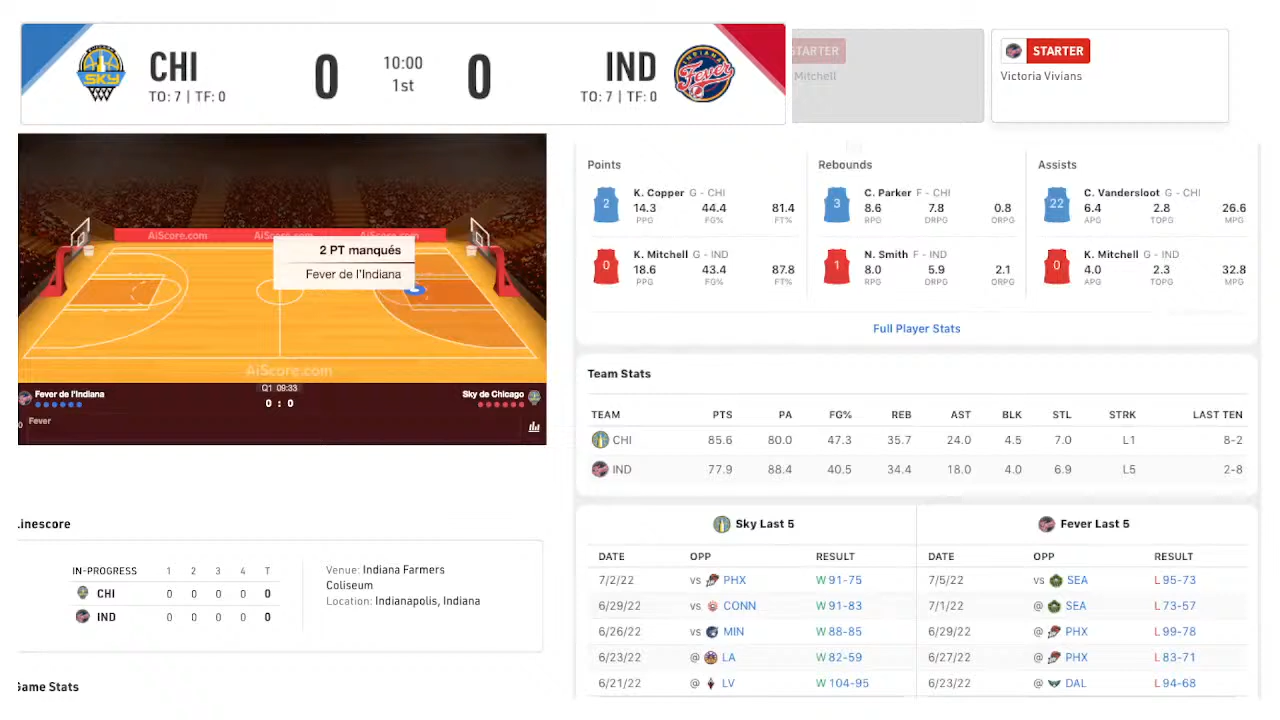 CHI
TO: 7 | TF: 0
0
10:00
1st
0
IND
TO: 7 | TF: 0
INDIANA
Fever
SKY
STARTER
Mitchell
STARTER
Victoria Vivians
AiScore.com
AiScore.com
2 PT manqués
Fever de l'Indiana
AiScore.com
Q1 09:33
0 : 0
Fever de l'Indiana
Sky de Chicago
0 Fever
Points
2 K. Copper G - CHI
14.3 44.4 81.4
PPG FG% FT%
0 K. Mitchell G - IND
18.6 43.4 87.8
PPG FG% FT%
Rebounds
3 C. Parker F - CHI
8.6 7.8 0.8
RPG DRPG ORPG
1 N. Smith F - IND
8.0 5.9 2.1
RPG DRPG ORPG
Assists
22 C. Vandersloot G - CHI
6.4 2.8 26.6
APG TOPG MPG
0 K. Mitchell G - IND
4.0 2.3 32.8
APG TOPG MPG
Full Player Stats
Team Stats
TEAM PTS PA FG% REB AST BLK STL STRK LAST TEN
CHI 85.6 80.0 47.3 35.7 24.0 4.5 7.0 L1 8-2
IND 77.9 88.4 40.5 34.4 18.0 4.0 6.9 L5 2-8
Linescore
IN-PROGRESS 1 2 3 4 T
CHI 0 0 0 0 0
IND 0 0 0 0 0
Venue: Indiana Farmers
Coliseum
Location: Indianapolis, Indiana
Game Stats
Sky Last 5
DATE OPP RESULT
7/2/22 vs PHX W 91-75
6/29/22 vs CONN W 91-83
6/26/22 vs MIN W 88-85
6/23/22 @ LA W 82-59
6/21/22 @ LV W 104-95
Fever Last 5
DATE OPP RESULT
7/5/22 vs SEA L 95-73
7/1/22 @ SEA L 73-57
6/29/22 @ PHX L 99-78
6/27/22 @ PHX L 83-71
6/23/22 @ DAL L 94-68